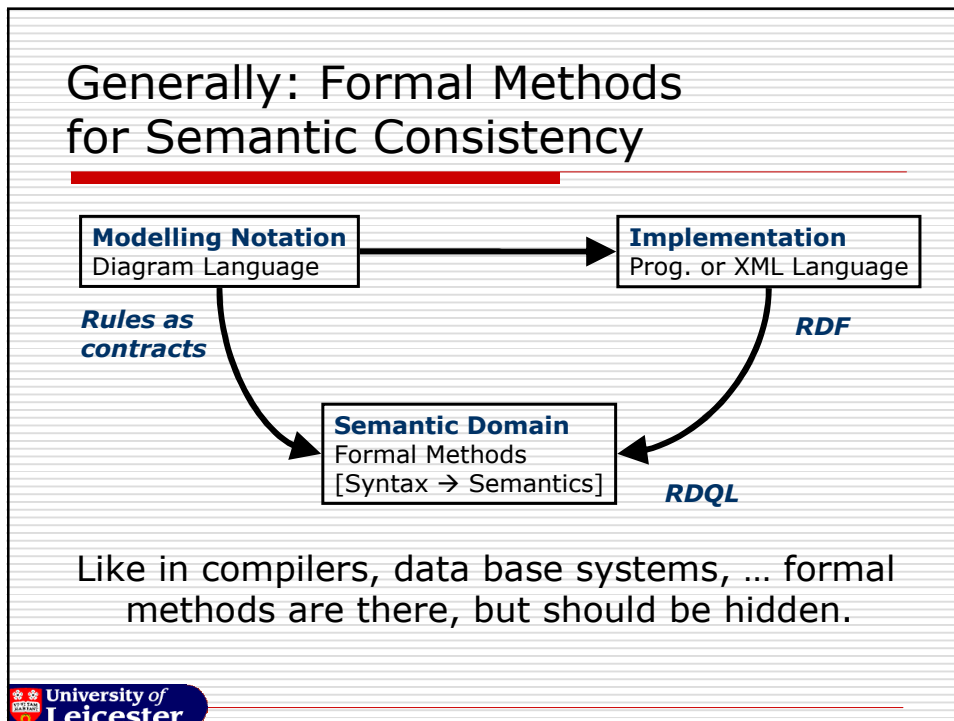 Generally: Formal Methods
for Semantic Consistency
Modelling Notation
Diagram Language
Implementation
Prog. or XML Language
Rules as
contracts
RDF
Semantic Domain
Formal Methods
[Syntax → Semantics]
RDQL
Like in compilers, data base systems, … formal
methods are there, but should be hidden.
University of
Leicester